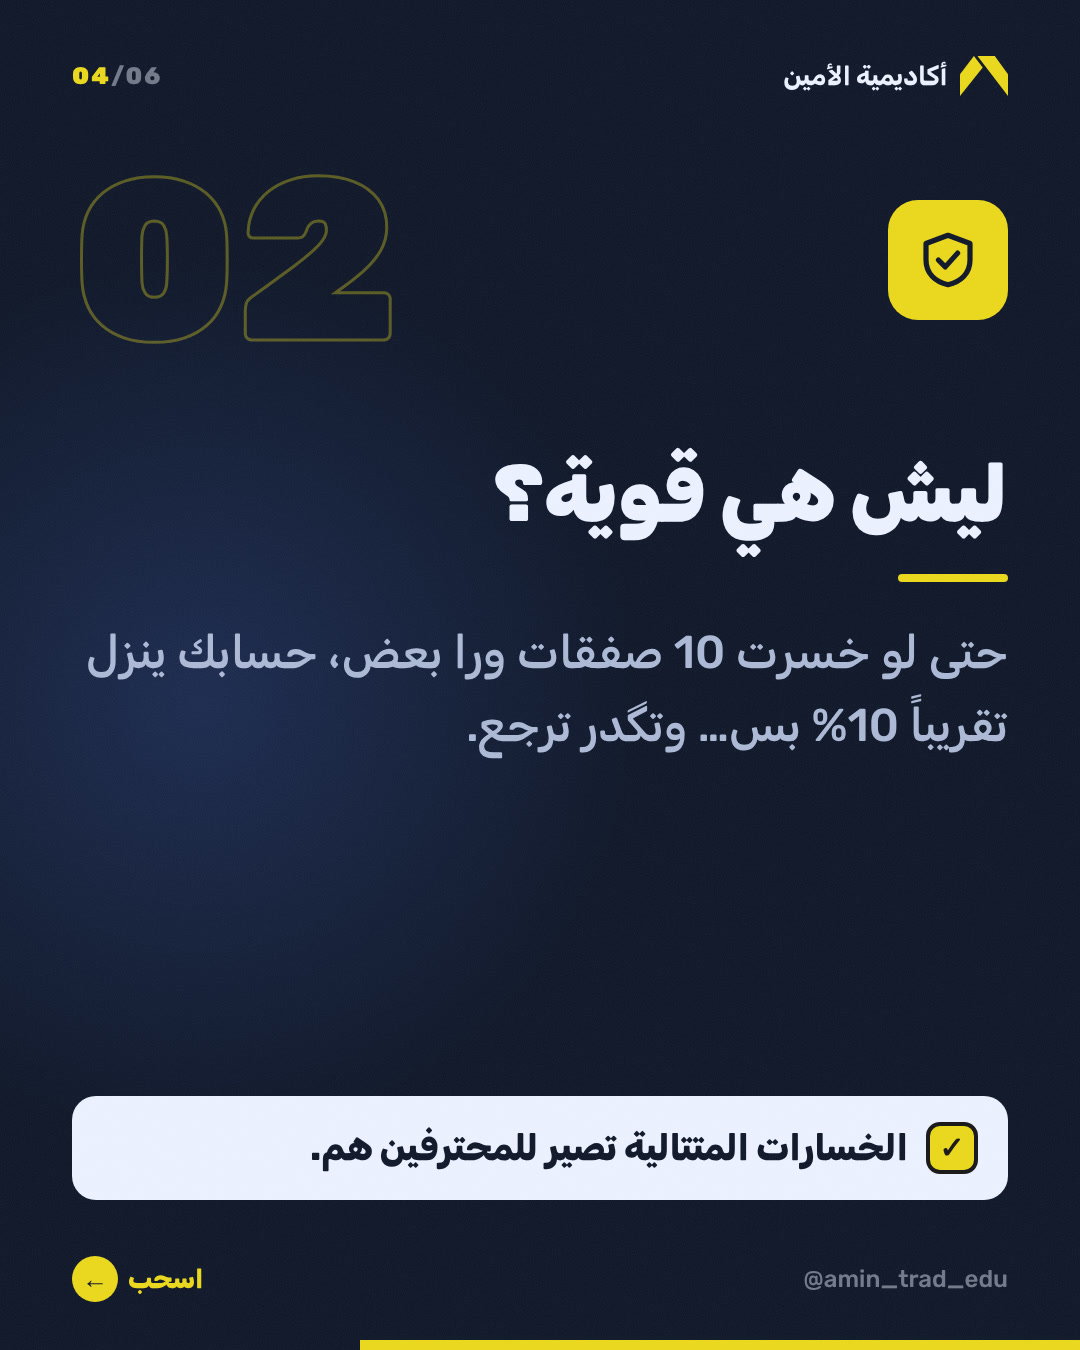 أكاديمية الأمين
04/06
02
ليش هي قوية؟
حتى لو خسرت 10 صفقات ورا بعض، حسابك ينزل
تقريباً 10% بس... وتگدر ترجع.
✓ الخسارات المتتالية تصير للمحترفين هم.
@amin_trad_edu
اسحب ←